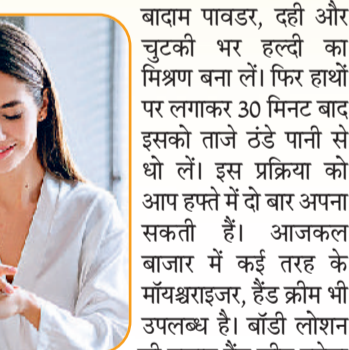 बादाम पावडर, दही और
चुटकी भर हल्दी का
मिश्रण बना लें। फिर हाथों
पर लगाकर 30 मिनट बाद
इसको ताजे ठंडे पानी से
धो लें। इस प्रक्रिया को
आप हफ्ते में दो बार अपना
सकती हैं। आजकल
बाजार में कई तरह के
मॉयश्चराइजर, हैंड क्रीम भी
उपलब्ध है। बॉडी लोशन